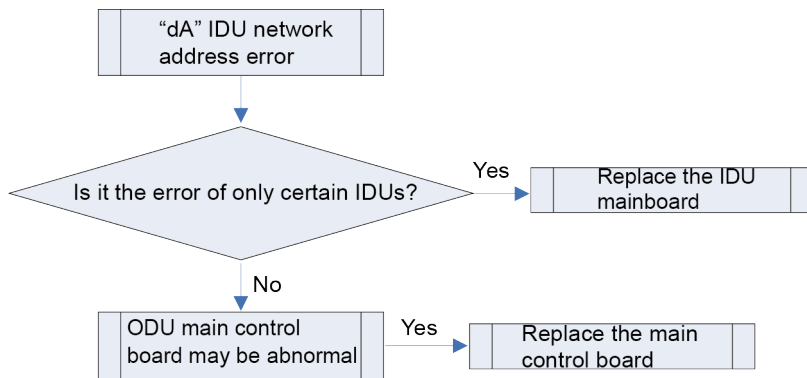 “dA” IDU network
address error
Is it the error of only certain IDUs?
Yes
Replace the IDU
mainboard
No
ODU main control
board may be abnormal
Yes
Replace the main
control board